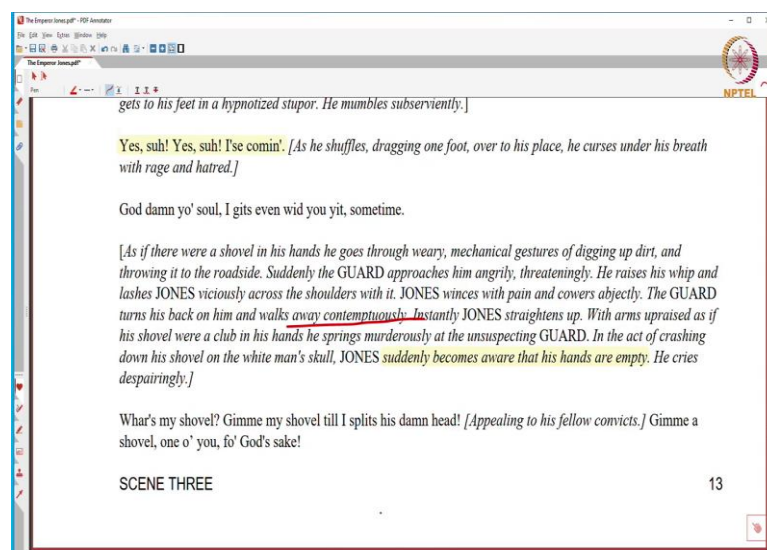 The Emperor Jones.pdf* - PDF Annotator
File Edit View Extras Window Help
The Emperor Jones.pdf*
Pen
NPTEL
gets to his feet in a hypnotized stupor. He mumbles subserviently.]
Yes, suh! Yes, suh! I'se comin'. [As he shuffles, dragging one foot, over to his place, he curses under his breath
with rage and hatred.]
God damn yo' soul, I gits even wid you yit, sometime.
[As if there were a shovel in his hands he goes through weary, mechanical gestures of digging up dirt, and
throwing it to the roadside. Suddenly the GUARD approaches him angrily, threateningly. He raises his whip and
lashes JONES viciously across the shoulders with it. JONES winces with pain and cowers abjectly. The GUARD
turns his back on him and walks away contemptuously. Instantly JONES straightens up. With arms upraised as if
his shovel were a club in his hands he springs murderously at the unsuspecting GUARD. In the act of crashing
down his shovel on the white man's skull, JONES suddenly becomes aware that his hands are empty. He cries
despairingly.]
Whar's my shovel? Gimme my shovel till I splits his damn head! [Appealing to his fellow convicts.] Gimme a
shovel, one o' you, fo' God's sake!
SCENE THREE 13